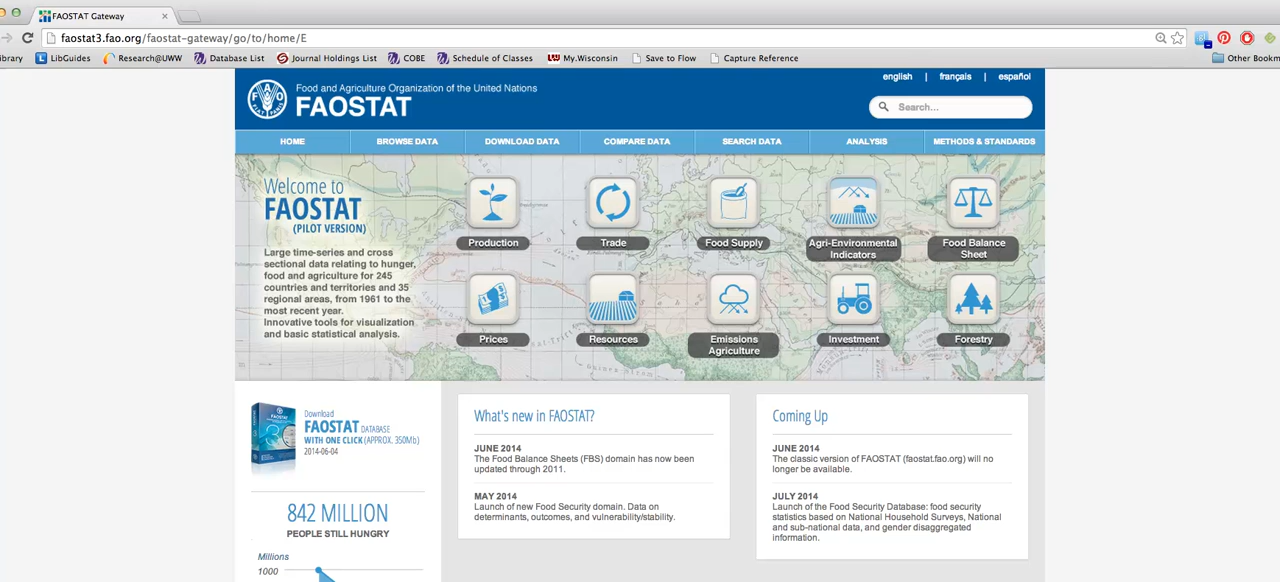 FAOSTAT Gateway
faostat3.fao.org/faostat-gateway/go/to/home/E
ibrary LibGuides Research@UWW Database List Journal Holdings List COBE Schedule of Classes My.Wisconsin Save to Flow Capture Reference Other Bookm
english | français | español
Food and Agriculture Organization of the United Nations
FAOSTAT
Search...
HOME BROWSE DATA DOWNLOAD DATA COMPARE DATA SEARCH DATA ANALYSIS METHODS & STANDARDS
Welcome to
FAOSTAT
(PILOT VERSION)
Large time-series and cross
sectional data relating to hunger,
food and agriculture for 245
countries and territories and 35
regional areas, from 1961 to the
most recent year.
Innovative tools for visualization
and basic statistical analysis.
Production
Trade
Food Supply
Agri-Environmental
Indicators
Food Balance
Sheet
Prices
Resources
Emissions
Agriculture
Investment
Forestry
Download
FAOSTAT DATABASE
WITH ONE CLICK (APPROX. 350Mb)
2014-06-04
842 MILLION
PEOPLE STILL HUNGRY
Millions
1000
What's new in FAOSTAT?
JUNE 2014
The Food Balance Sheets (FBS) domain has now been
updated through 2011.
MAY 2014
Launch of new Food Security domain. Data on
determinants, outcomes, and vulnerability/stability.
Coming Up
JUNE 2014
The classic version of FAOSTAT (faostat.fao.org) will no
longer be available.
JULY 2014
Launch of the Food Security Database: food security
statistics based on National Household Surveys, National
and sub-national data, and gender disaggregated
information.